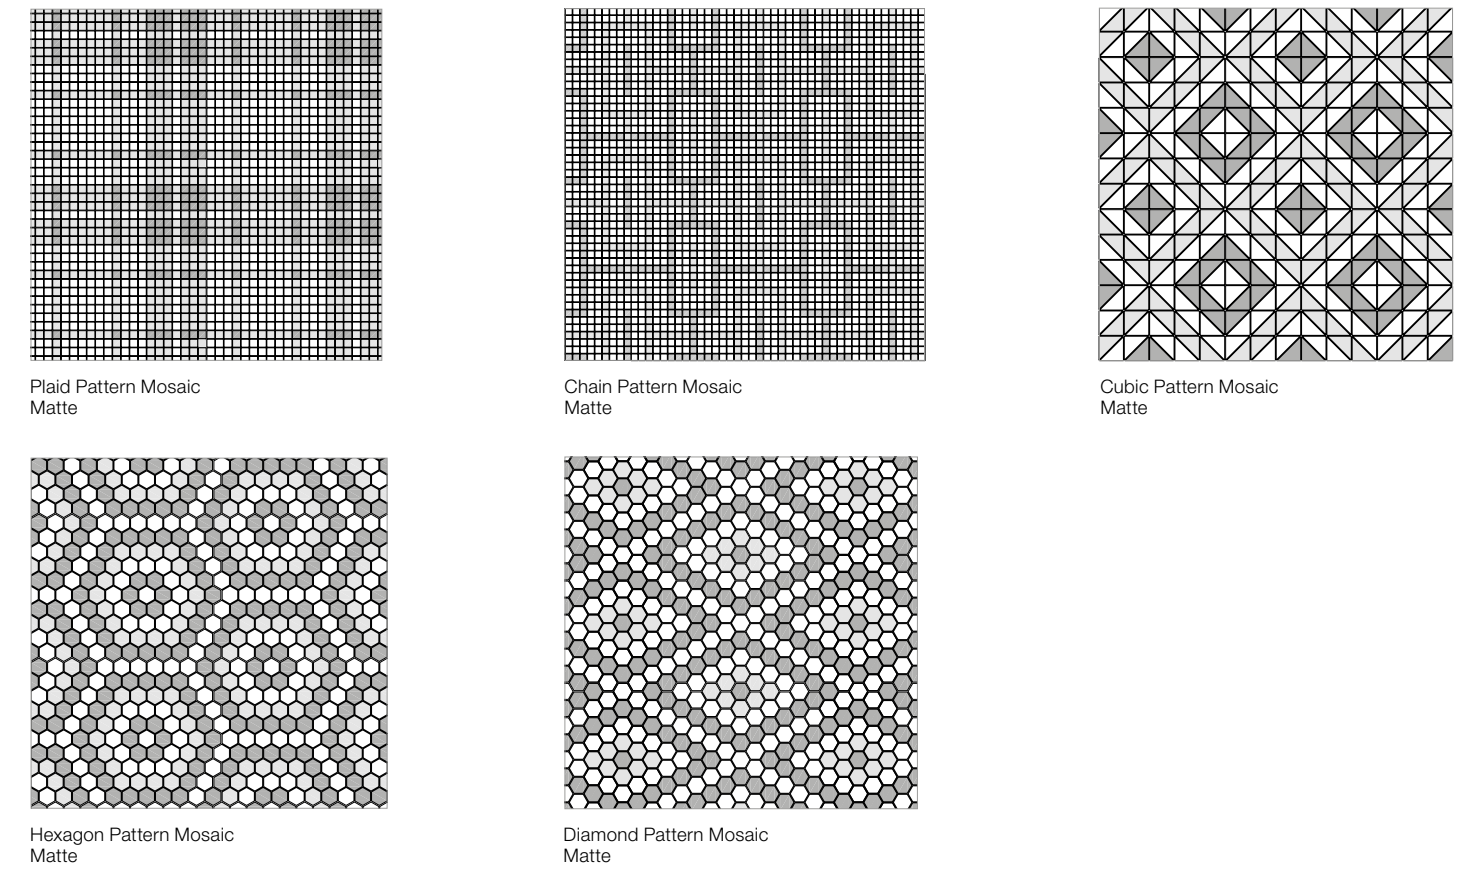 Plaid Pattern Mosaic
Matte
Chain Pattern Mosaic
Matte
Cubic Pattern Mosaic
Matte
Hexagon Pattern Mosaic
Matte
Diamond Pattern Mosaic
Matte